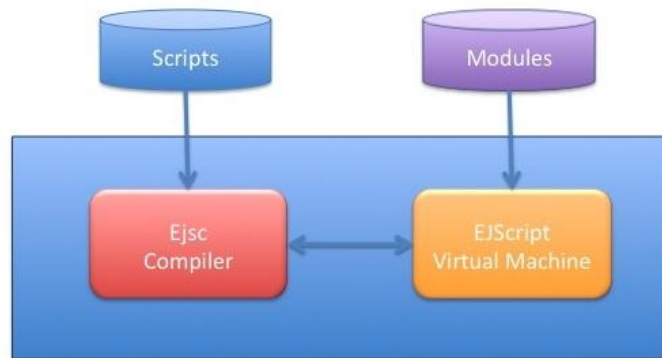 Scripts
Modules
Ejsc
Compiler
EJScript
Virtual Machine